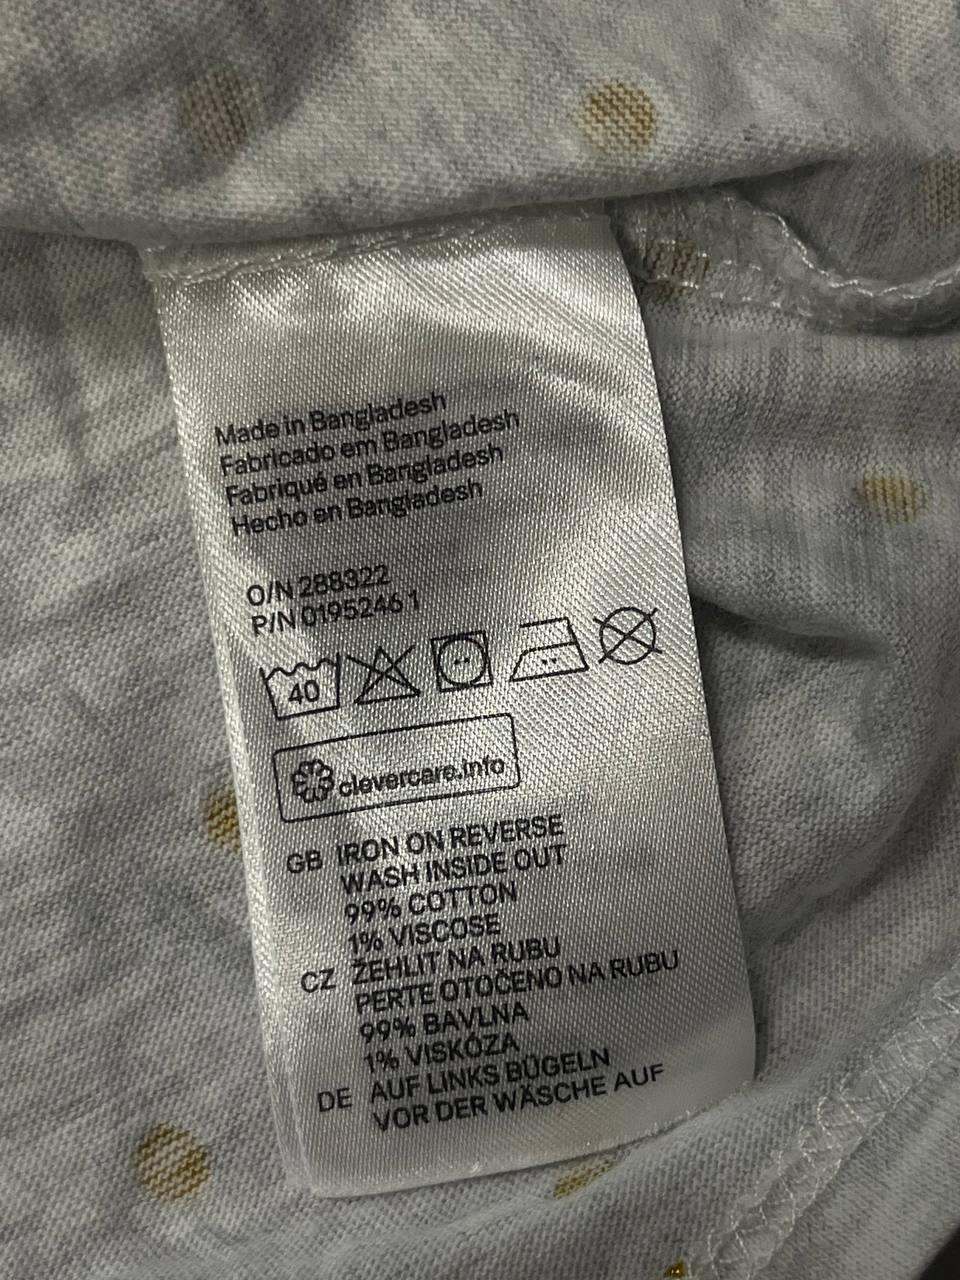 Made in Bangladesh
Fabricado em Bangladesh
Fabriqué en Bangladesh
Hecho en Bangladesh
O/N 288322
P/N 0195246 1
40
clevercare.info
GB IRON ON REVERSE
WASH INSIDE OUT
99% COTTON
1% VISCOSE
CZ ŽEHLIT NA RUBU
PERTE OTOČENO NA RUBU
99% BAVLNA
1% VISKÓZA
DE AUF LINKS BÜGELN
VOR DER WÄSCHE AUF